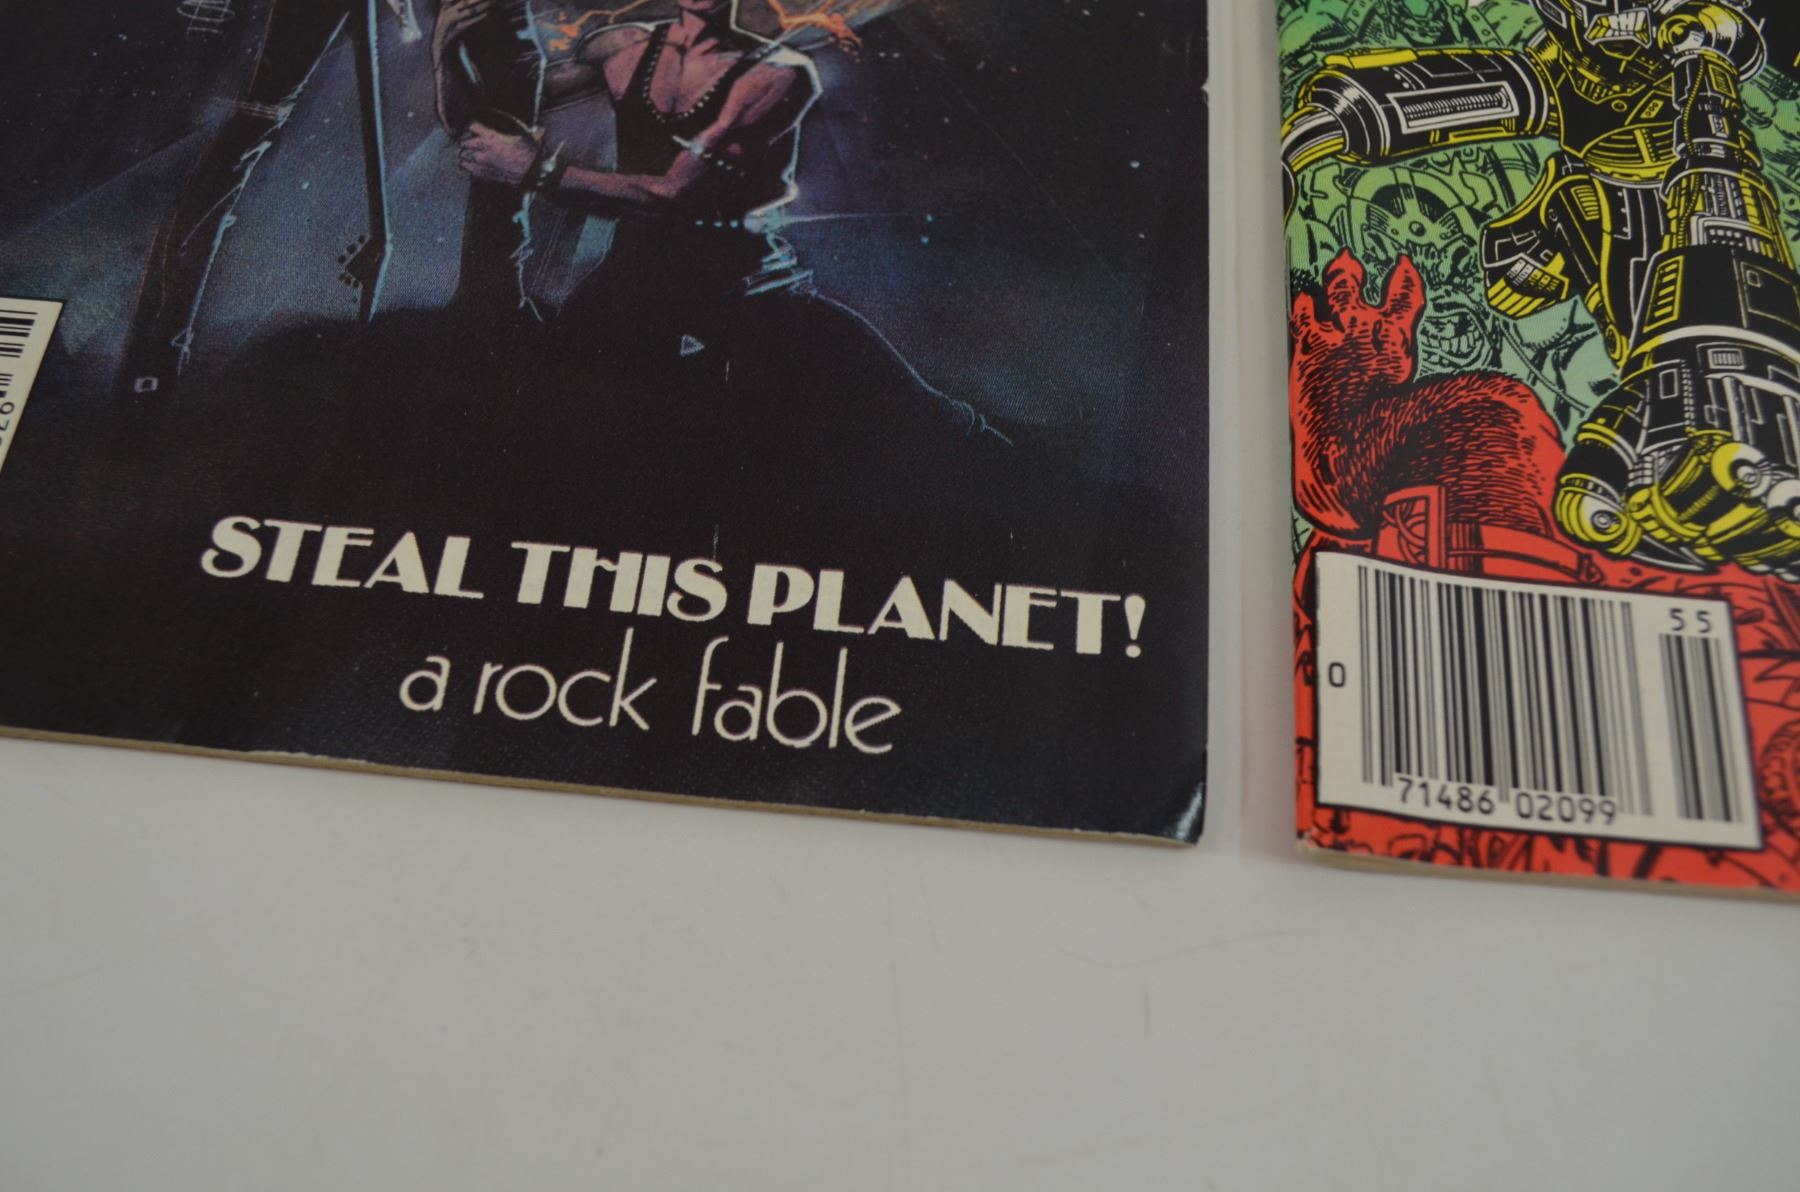 STEAL THIS PLANET!
a rock fable
55
0
71486 02099